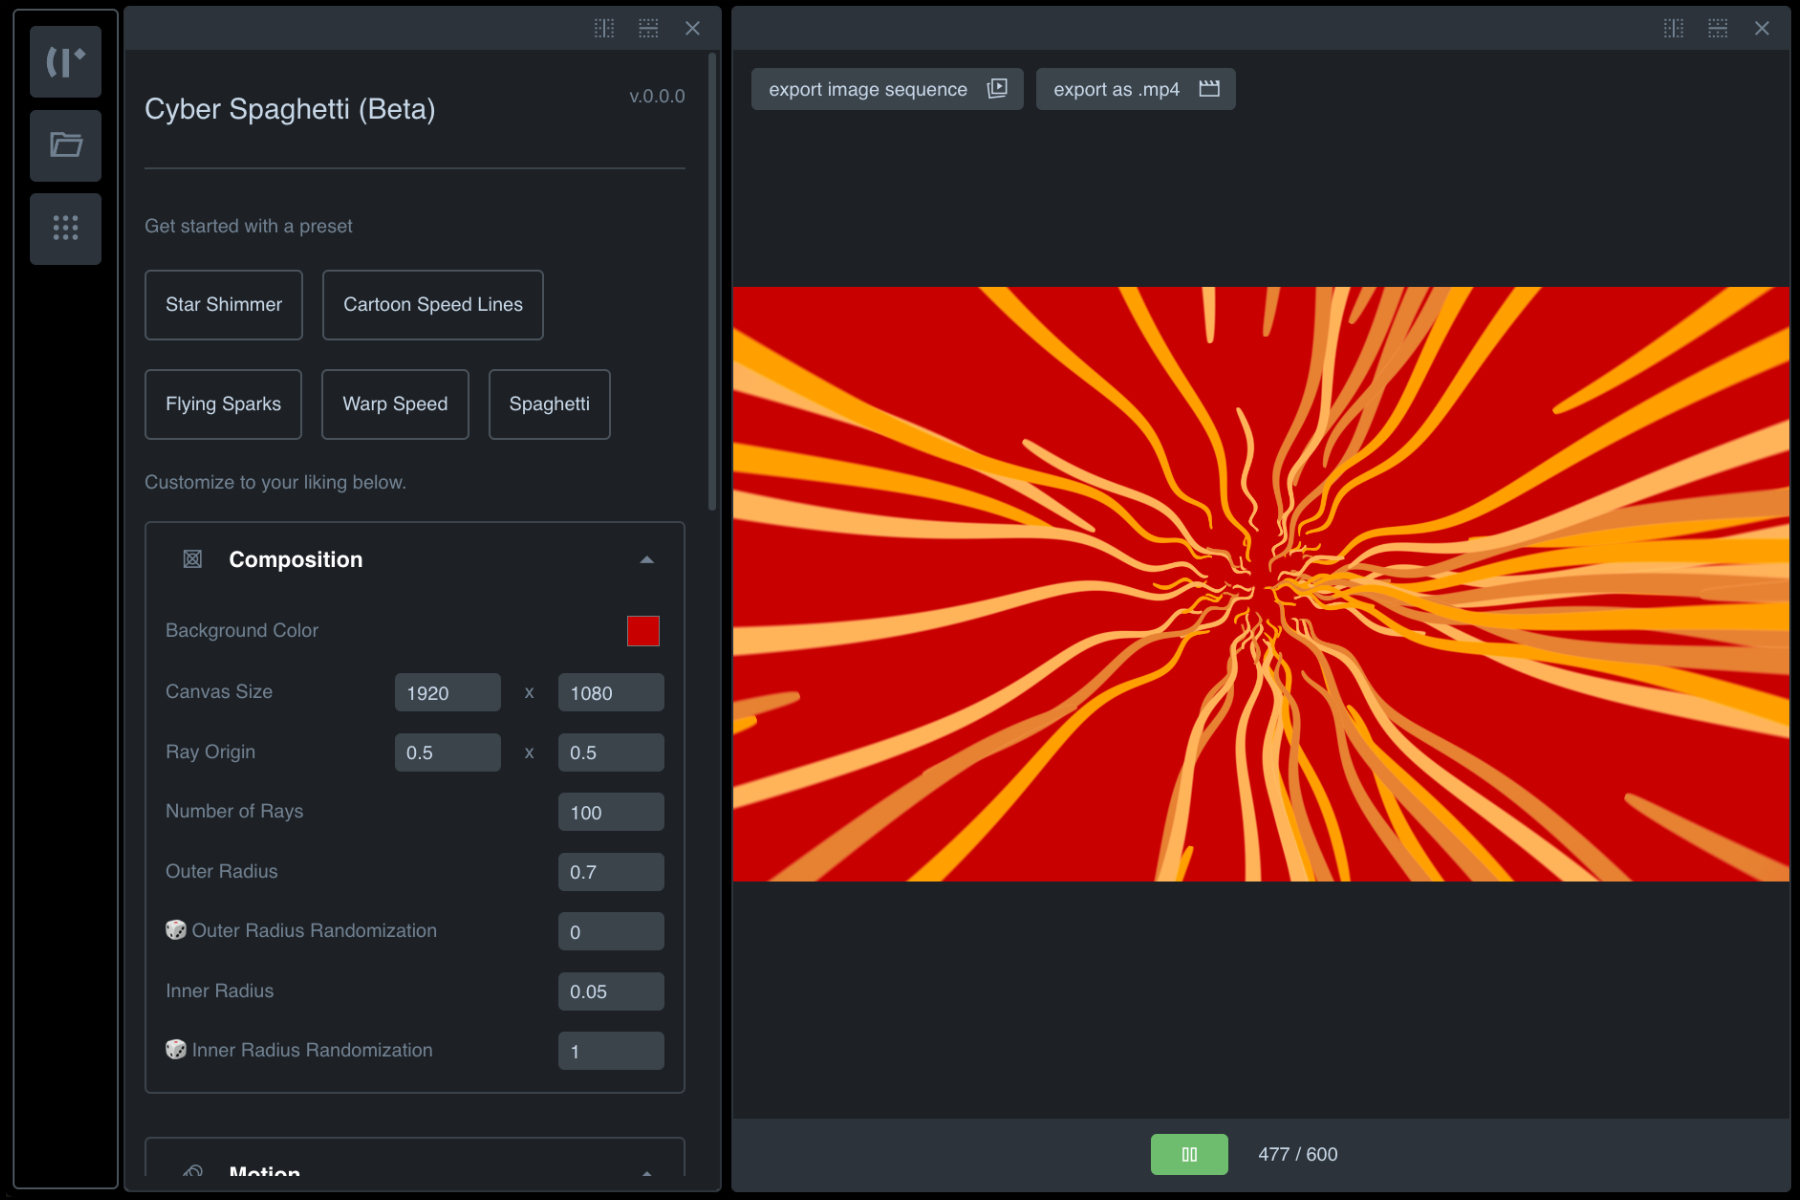 Cyber Spaghetti (Beta)
v.0.0.0
Get started with a preset
Star Shimmer
Cartoon Speed Lines
Flying Sparks
Warp Speed
Spaghetti
Customize to your liking below.
Composition
Background Color
Canvas Size 1920 x 1080
Ray Origin 0.5 x 0.5
Number of Rays 100
Outer Radius 0.7
Outer Radius Randomization 0
Inner Radius 0.05
Inner Radius Randomization 1
Motion
export image sequence
export as .mp4
477 / 600